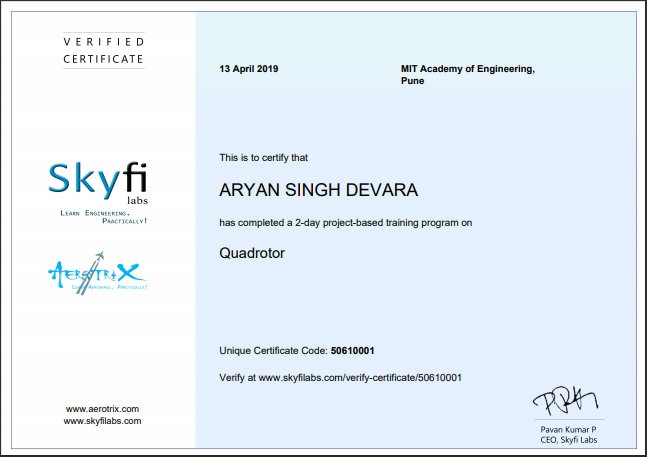 VERIFIED
CERTIFICATE
Skyfi
labs
LEARN ENGINEERING.
PRACTICALLY!
AEROTRIX
LEARN AEROSPACE, PRACTICALLY!
www.aerotrix.com
www.skyfilabs.com
13 April 2019
MIT Academy of Engineering,
Pune
This is to certify that
ARYAN SINGH DEVARA
has completed a 2-day project-based training program on
Quadrotor
Unique Certificate Code: 50610001
Verify at www.skyfilabs.com/verify-certificate/50610001
Pavan Kumar P
CEO, Skyfi Labs